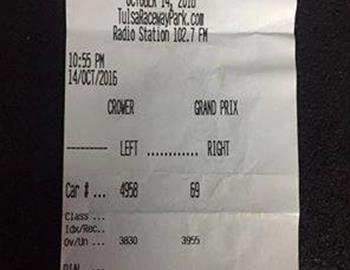 OCTOBER 14, 2016
TulsaRacewayPark.com
Radio Station 102.7 FM
10:55 PM
14/OCT/2016
CROWER GRAND PRIX
--------- LEFT ............ RIGHT
Car # ... 4958 69
Class ...
Idx/Rec..
Ov/Un ... 3830 3955
DIAL